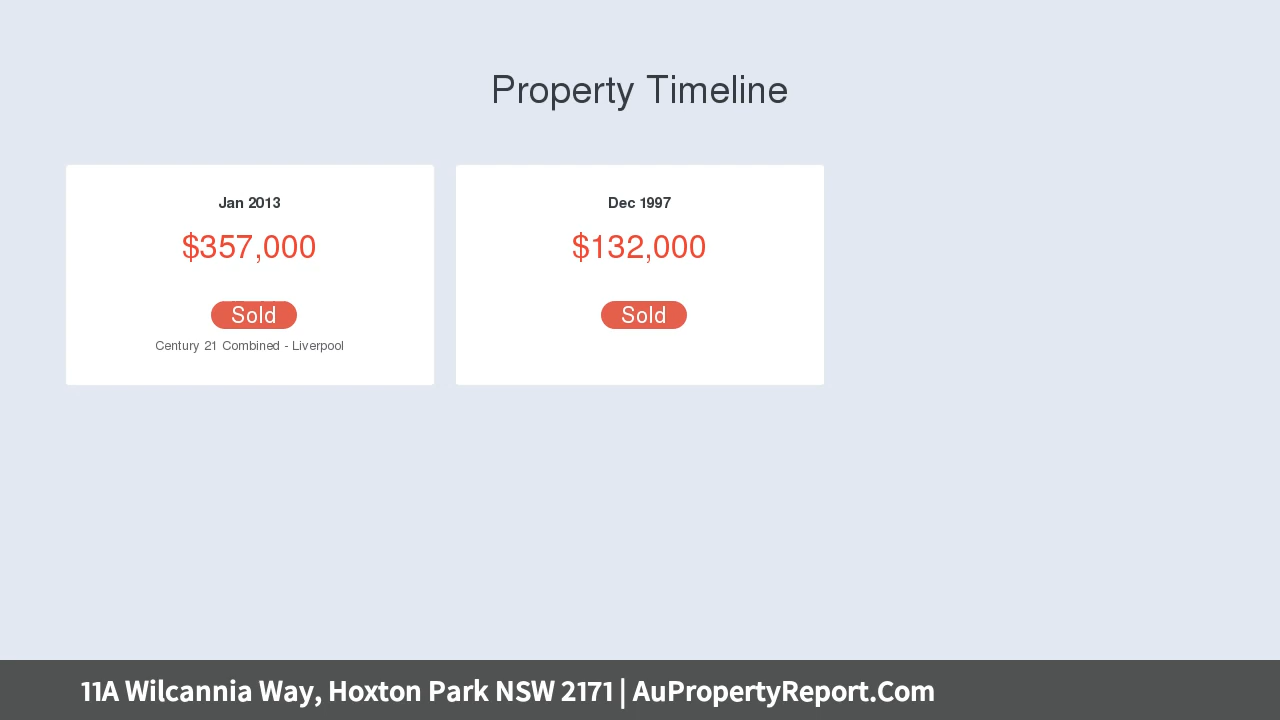 Property Timeline
Jan 2013
$357,000
Sold
Century 21 Combined - Liverpool
Dec 1997
$132,000
Sold
11A Wilcannia Way, Hoxton Park NSW 2171 | AuPropertyReport.Com